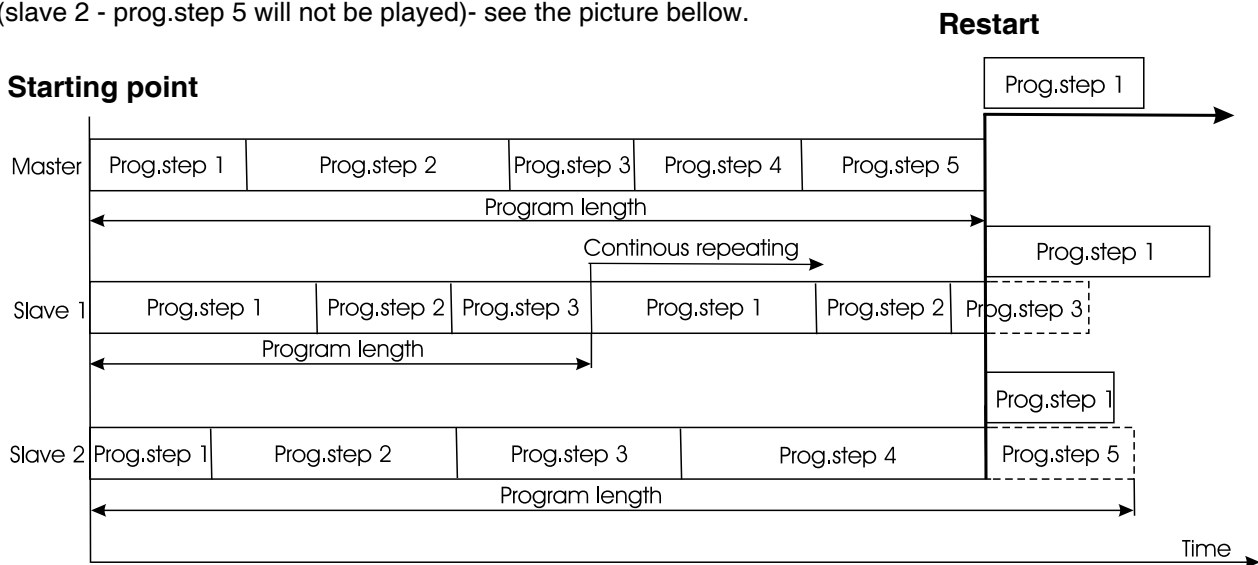 (slave 2 - prog.step 5 will not be played)- see the picture bellow.
Restart
Starting point
Prog.step 1
Master
Prog.step 1
Prog.step 2
Prog.step 3
Prog.step 4
Prog.step 5
Program length
Continous repeating
Prog.step 1
Slave 1
Prog.step 1
Prog.step 2
Prog.step 3
Prog.step 1
Prog.step 2
Prog.step 3
Program length
Prog.step 1
Slave 2
Prog.step 1
Prog.step 2
Prog.step 3
Prog.step 4
Prog.step 5
Program length
Time